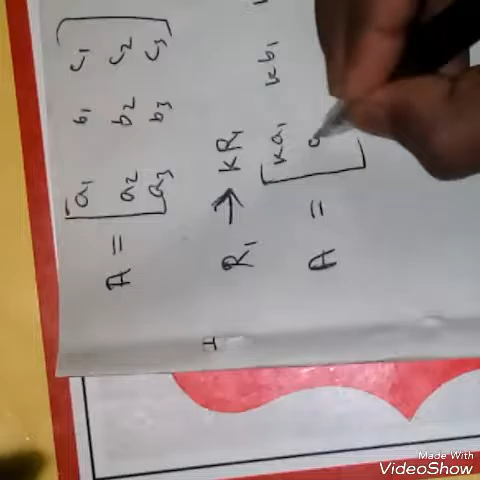 A = [a₁ b₁ c₁
a₂ b₂ c₂
a₃ b₃ c₃]
R₁ → KR₁
A = [Ka₁ Kb₁
a
I
Made With
VideoShow